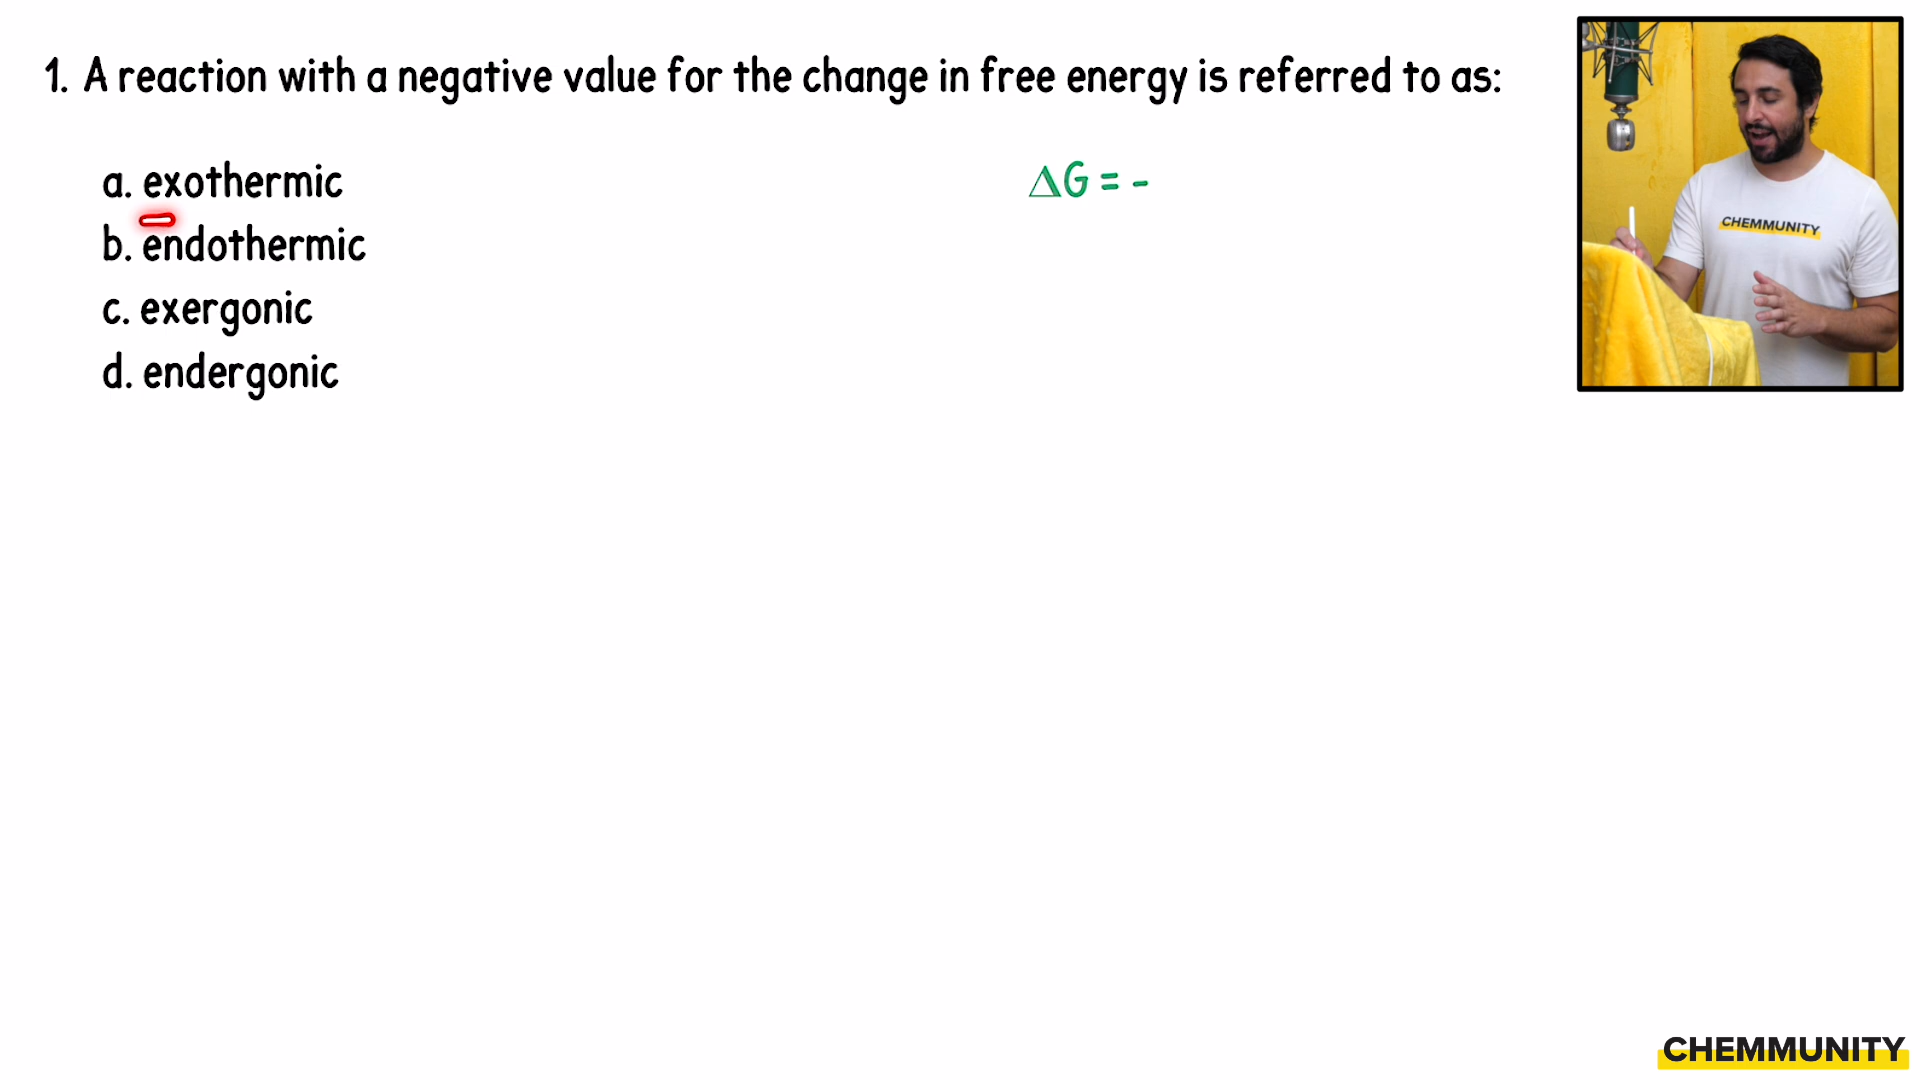 1. A reaction with a negative value for the change in free energy is referred to as:
a. exothermic
ΔG = -
b. endothermic
c. exergonic
d. endergonic
CHEMMUNITY
CHEMMUNITY